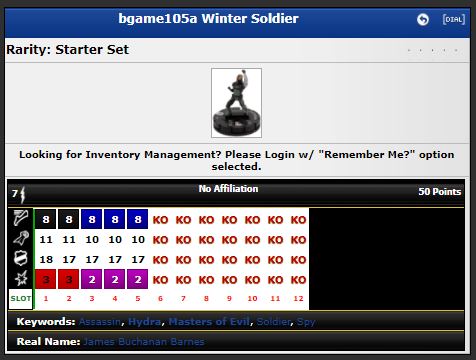 bgame105a Winter Soldier
[DIAL]
Rarity: Starter Set
Looking for Inventory Management? Please Login w/ "Remember Me?" option
selected.
7 No Affiliation 50 Points
8 8 8 8 8 KO KO KO KO KO KO KO
11 11 10 10 10 KO KO KO KO KO KO KO
18 17 17 17 17 KO KO KO KO KO KO KO
3 3 2 2 2 KO KO KO KO KO KO KO
SLOT 1 2 3 4 5 6 7 8 9 10 11 12
Keywords: Assassin, Hydra, Masters of Evil, Soldier, Spy
Real Name: James Buchanan Barnes